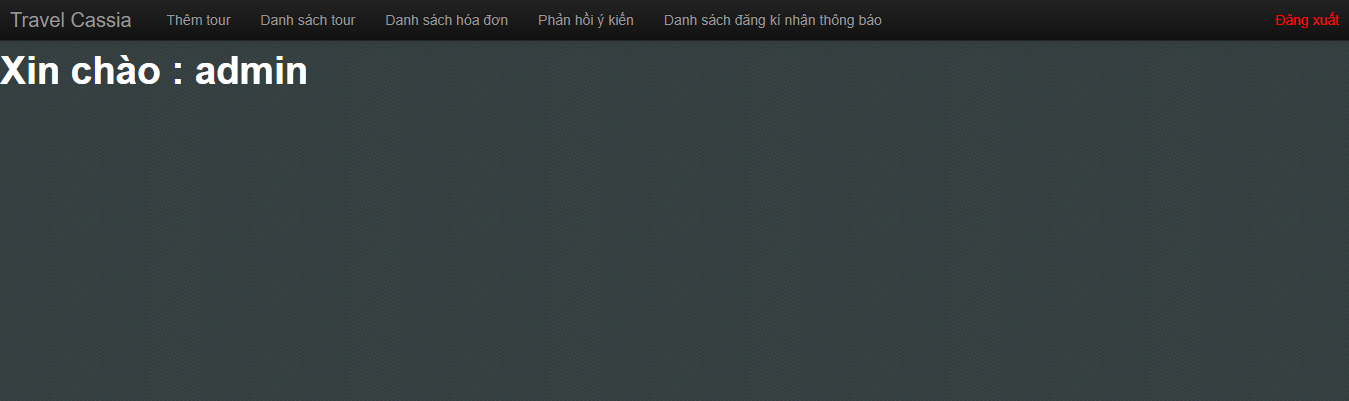 Travel Cassia Thêm tour Danh sách tour Danh sách hóa đơn Phản hồi ý kiến Danh sách đăng kí nhận thông báo Đăng xuất
Xin chào : admin